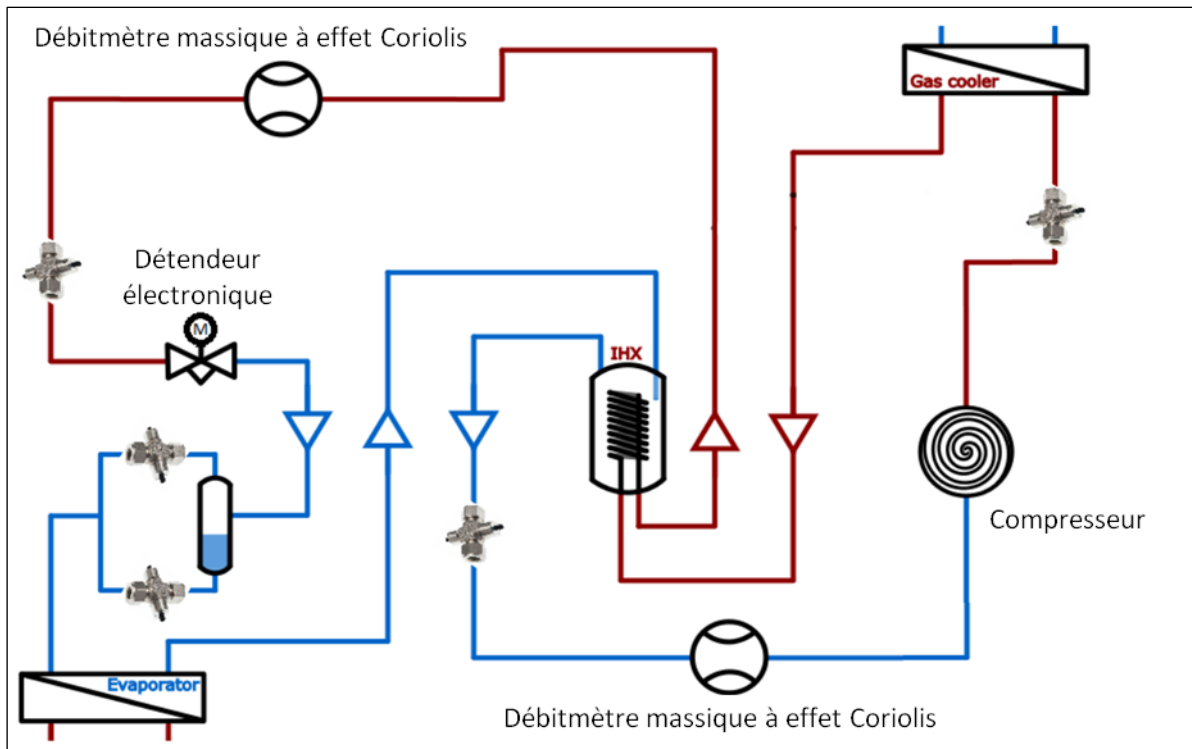 Débitmètre massique à effet Coriolis
Gas cooler
Détendeur
électronique
M
IHX
Compresseur
Evaporator
Débitmètre massique à effet Coriolis